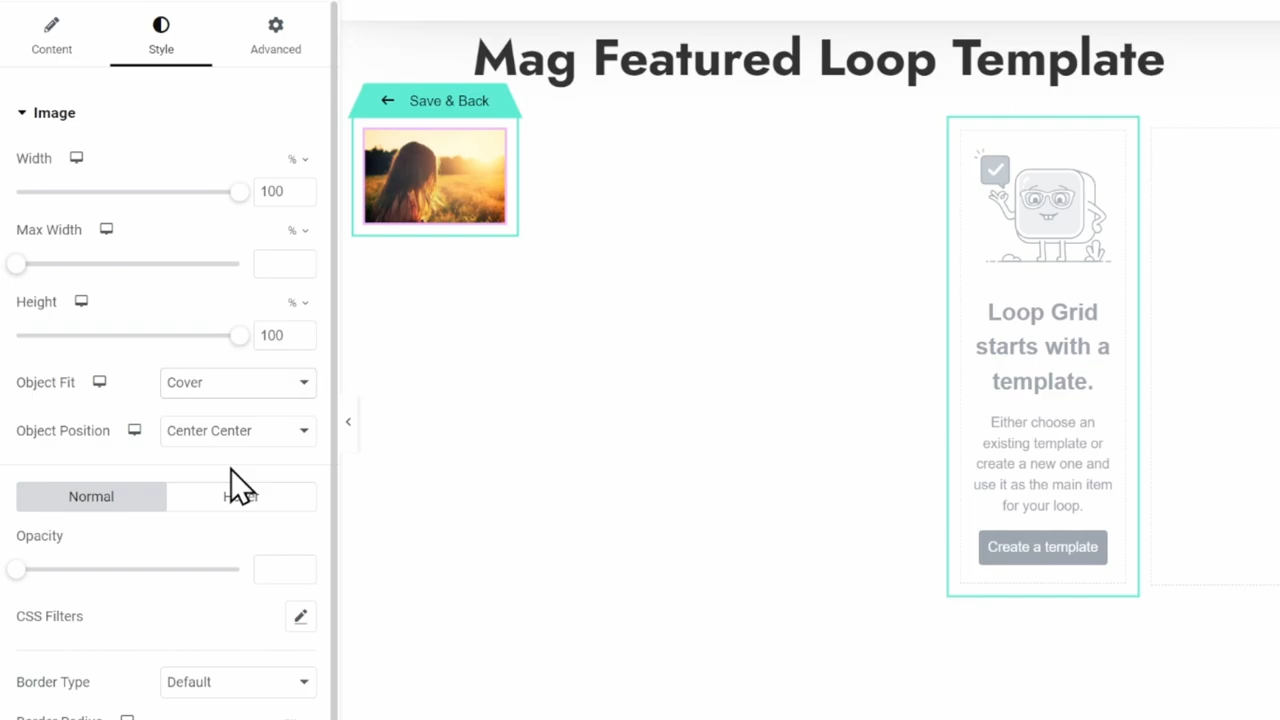 Content
Style
Advanced
Image
Width
%
100
Max Width
%
Height
%
100
Object Fit
Cover
Object Position
Center Center
Normal
Opacity
CSS Filters
Border Type
Default
Mag Featured Loop Template
Save & Back
Loop Grid
starts with a
template.
Either choose an
existing template or
create a new one and
use it as the main item
for your loop.
Create a template